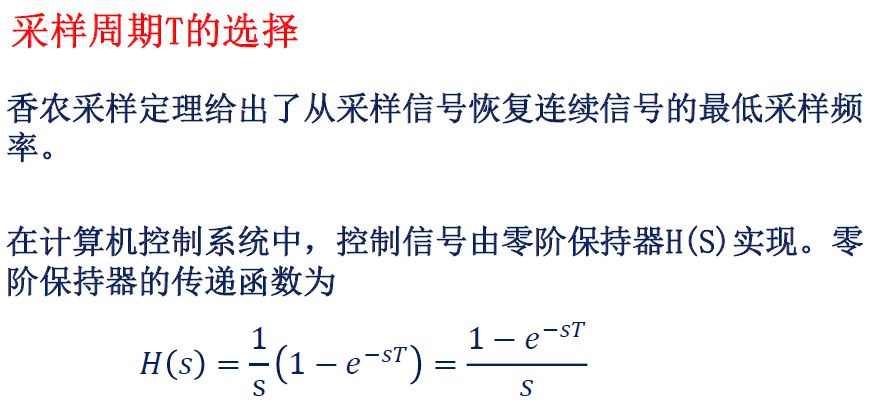 采样周期T的选择
香农采样定理给出了从采样信号恢复连续信号的最低采样频
率。
在计算机控制系统中，控制信号由零阶保持器H(S)实现。零
阶保持器的传递函数为
H(s) = \frac{1}{s}(1 − e^{−sT}) = \frac{1 − e^{−sT}}{s}